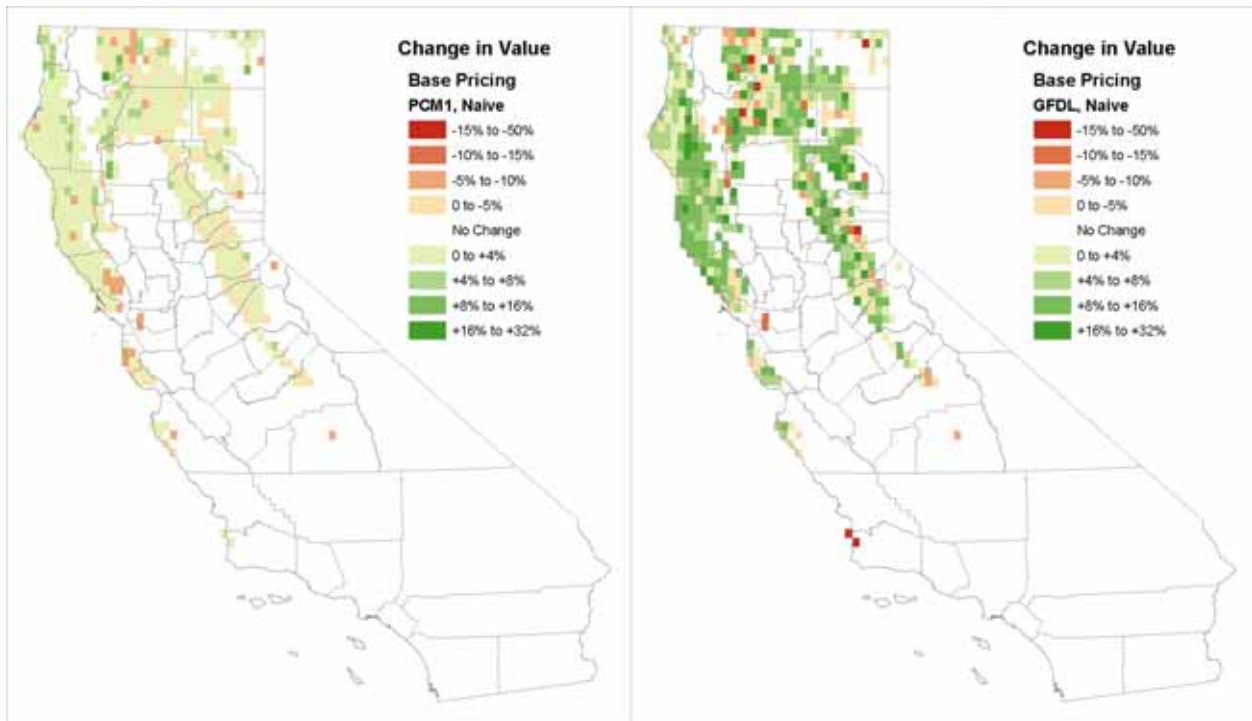 Change in Value
Base Pricing
PCM1, Naive
-15% to -50%
-10% to -15%
-5% to -10%
0 to -5%
No Change
0 to +4%
+4% to +8%
+8% to +16%
+16% to +32%
Change in Value
Base Pricing
GFDL, Naive
-15% to -50%
-10% to -15%
-5% to -10%
0 to -5%
No Change
0 to +4%
+4% to +8%
+8% to +16%
+16% to +32%